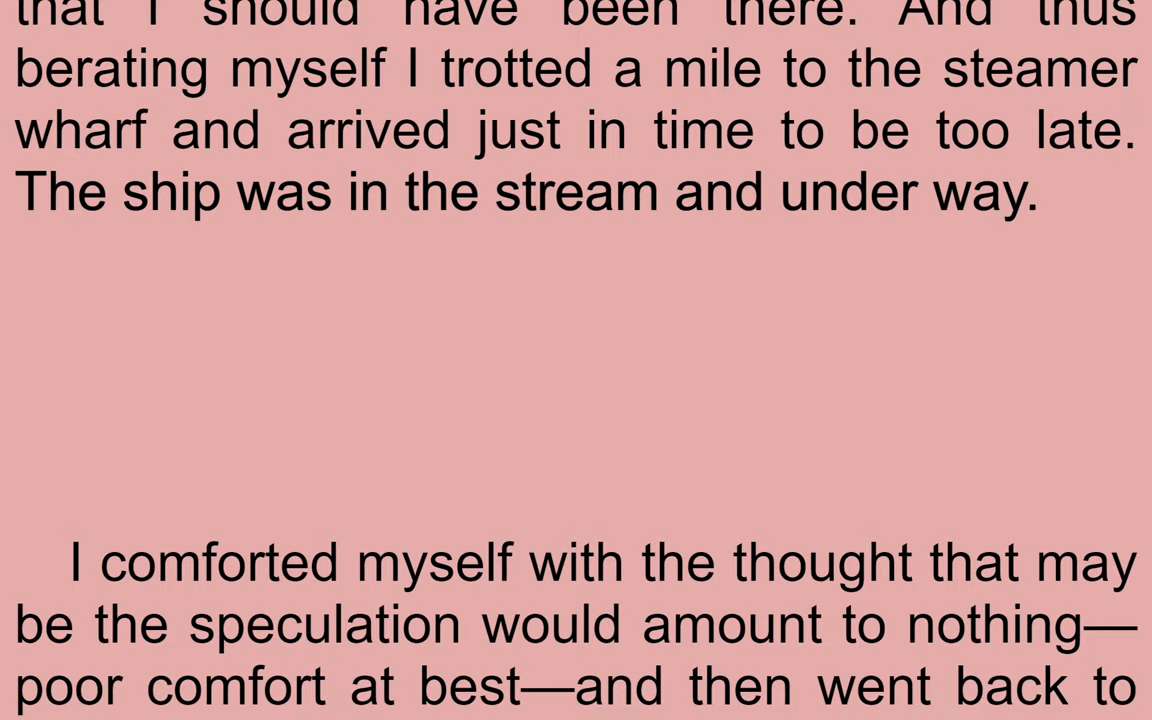 that I should have been there. And thus
berating myself I trotted a mile to the steamer
wharf and arrived just in time to be too late.
The ship was in the stream and under way.
I comforted myself with the thought that may
be the speculation would amount to nothing—
poor comfort at best—and then went back to